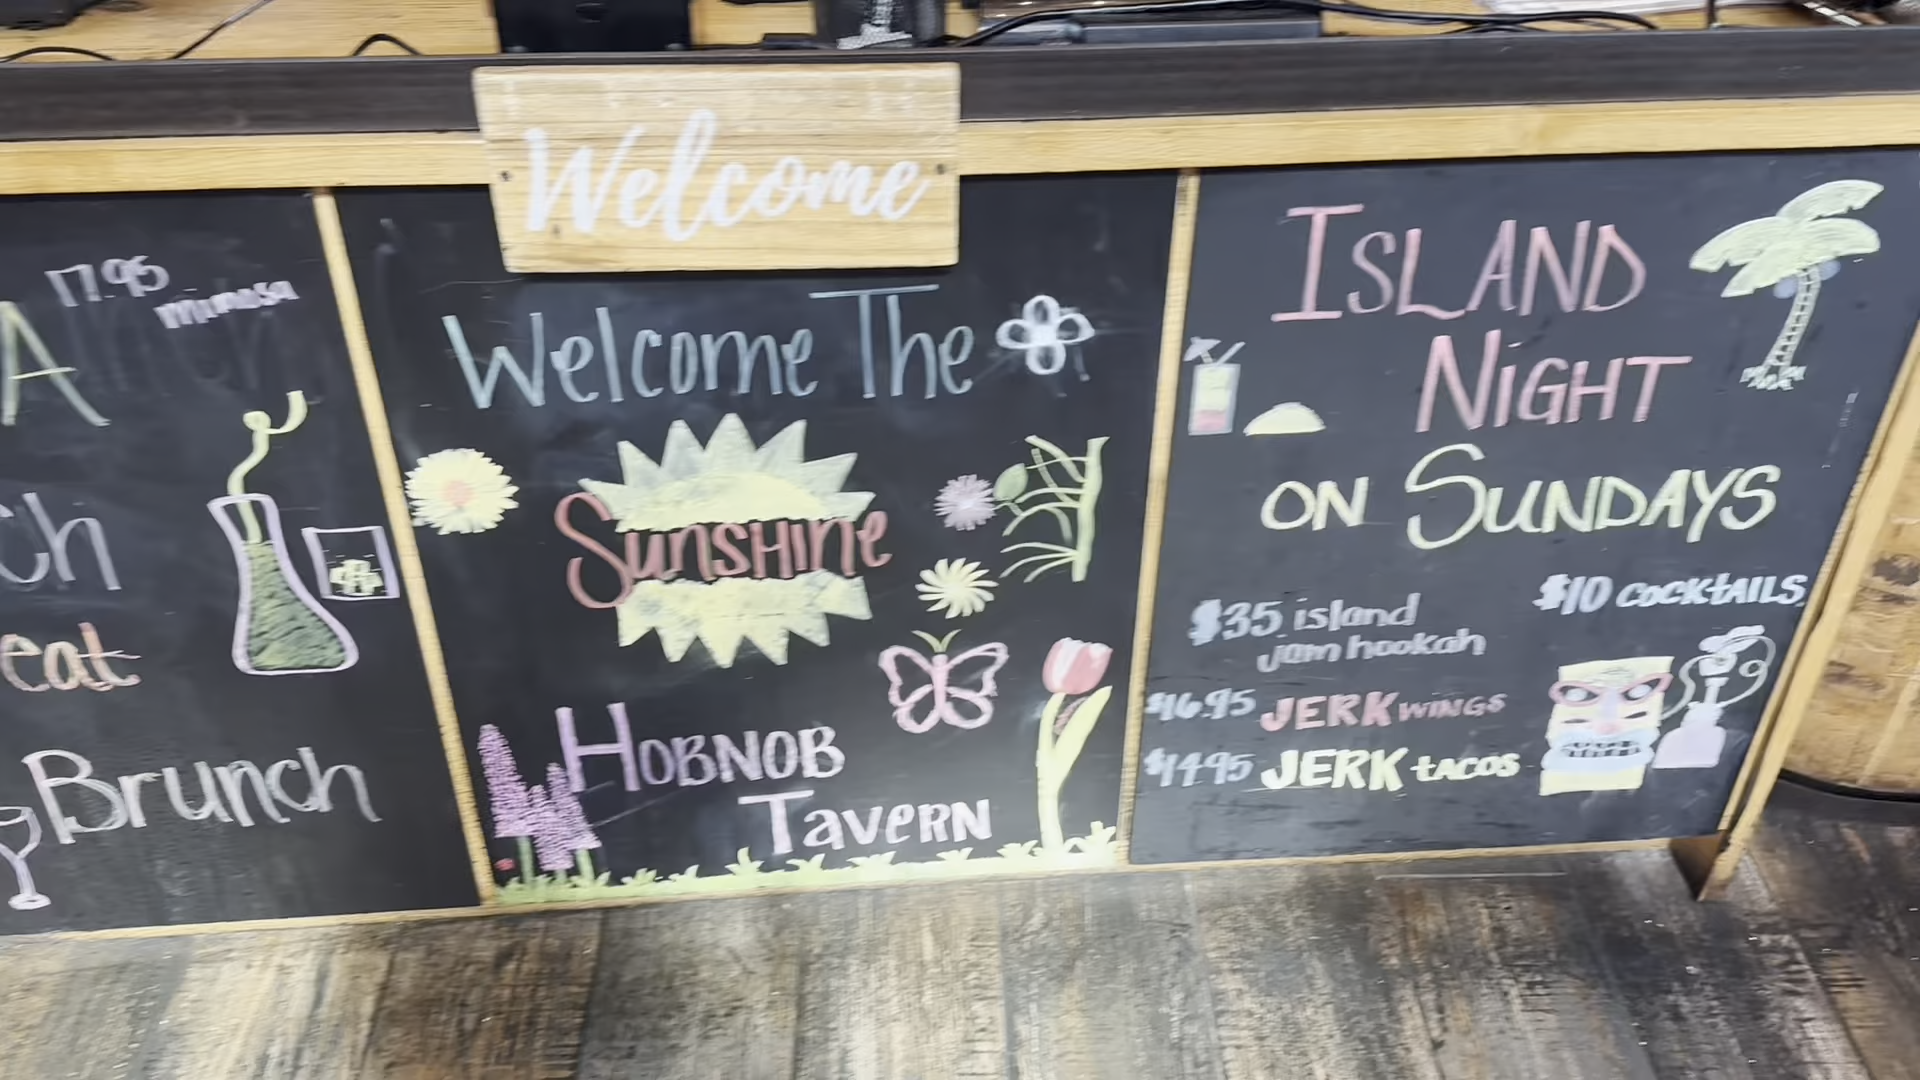 Welcome
17.95
mimosa
A
ch
eat
Brunch
Welcome The
Sunshine
HOBNOB
TAVERN
ISLAND
NIGHT
ON SUNDAYS
$10 COCKTAILS
$35 island
jam hookah
$16.95 JERK WINGS
$14.95 JERK tacos